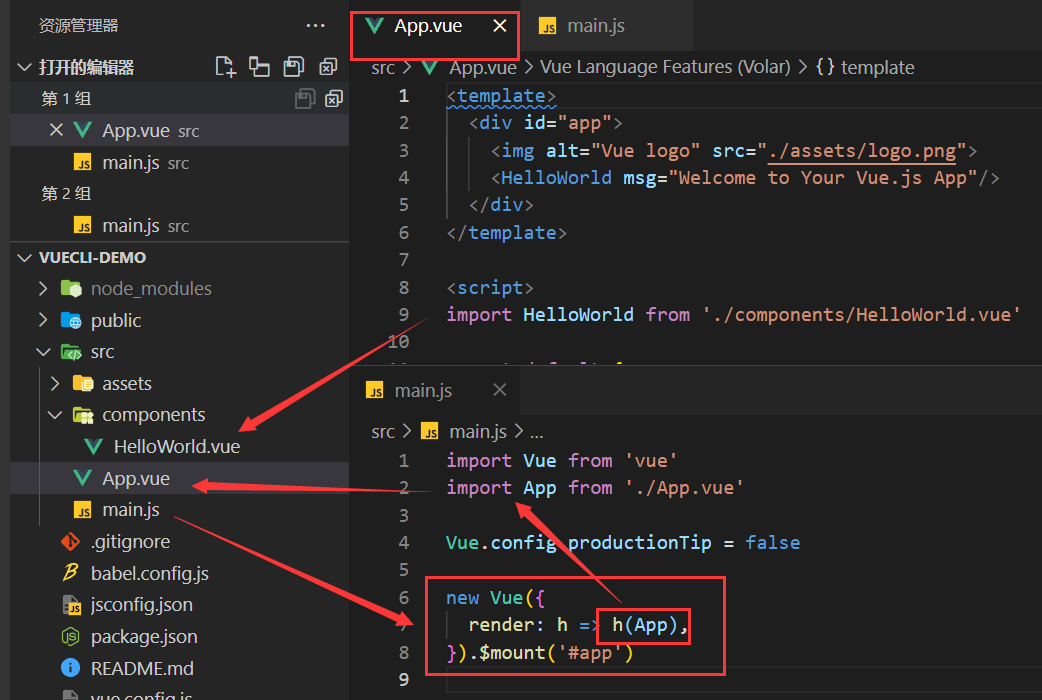 资源管理器
打开的编辑器
第 1 组
App.vue src
main.js src
第 2 组
main.js src
VUECLI-DEMO
node_modules
public
src
assets
components
HelloWorld.vue
App.vue
main.js
.gitignore
babel.config.js
jsconfig.json
package.json
README.md
vue.config.js
App.vue
main.js
src > App.vue > Vue Language Features (Volar) > {} template
1 <template>
2 <div id="app">
3 <img alt="Vue logo" src="./assets/logo.png">
4 <HelloWorld msg="Welcome to Your Vue.js App"/>
5 </div>
6 </template>
7
8 <script>
9 import HelloWorld from './components/HelloWorld.vue'
10
main.js
src > main.js > ...
1 import Vue from 'vue'
2 import App from './App.vue'
3
4 Vue.config.productionTip = false
5
6 new Vue({
7 render: h => h(App),
8 }).$mount('#app')
9